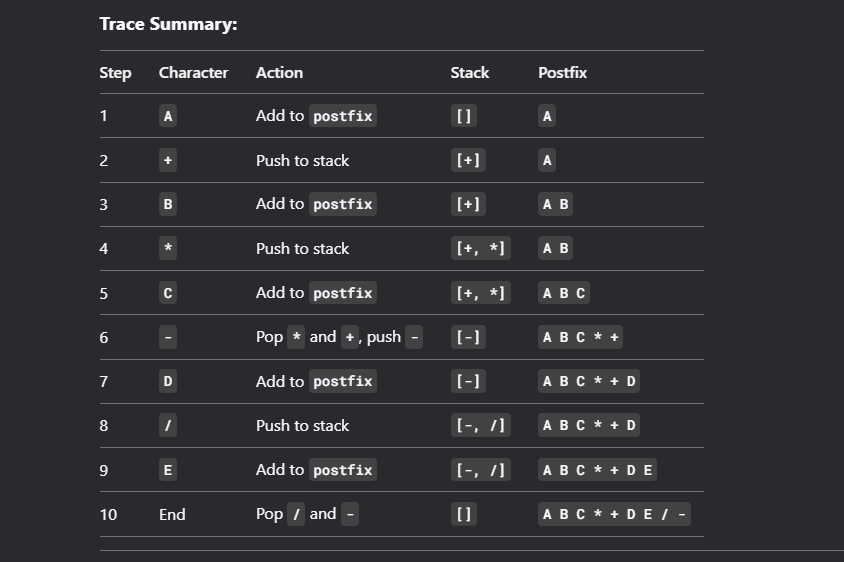 Trace Summary:
Step Character Action Stack Postfix
1 A Add to postfix [] A
2 + Push to stack [+] A
3 B Add to postfix [+] A B
4 * Push to stack [+, *] A B
5 C Add to postfix [+, *] A B C
6 - Pop * and +, push - [-] A B C * +
7 D Add to postfix [-] A B C * + D
8 / Push to stack [-, /] A B C * + D
9 E Add to postfix [-, /] A B C * + D E
10 End Pop / and - [] A B C * + D E / -